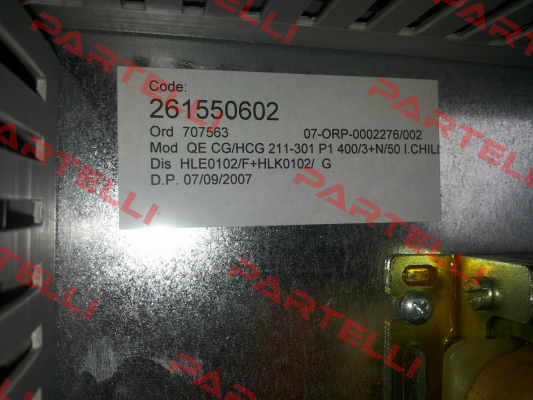 Code:
261550602
Ord 707563 07-ORP-0002276/002
Mod QE CG/HCG 211-301 P1 400/3+N/50 I.CHILL
Dis HLE0102/F+HLK0102/ G
D.P. 07/09/2007
PARTELLI
PARTELLI
PARTELLI
PARTELLI
PARTELLI
PARTELLI
PARTELLI